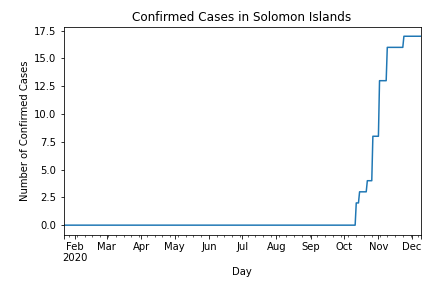 Confirmed Cases in Solomon Islands
17.5
15.0
12.5
10.0
7.5
5.0
2.5
0.0
Number of Confirmed Cases
Feb Mar Apr May Jun Jul Aug Sep Oct Nov Dec
2020
Day